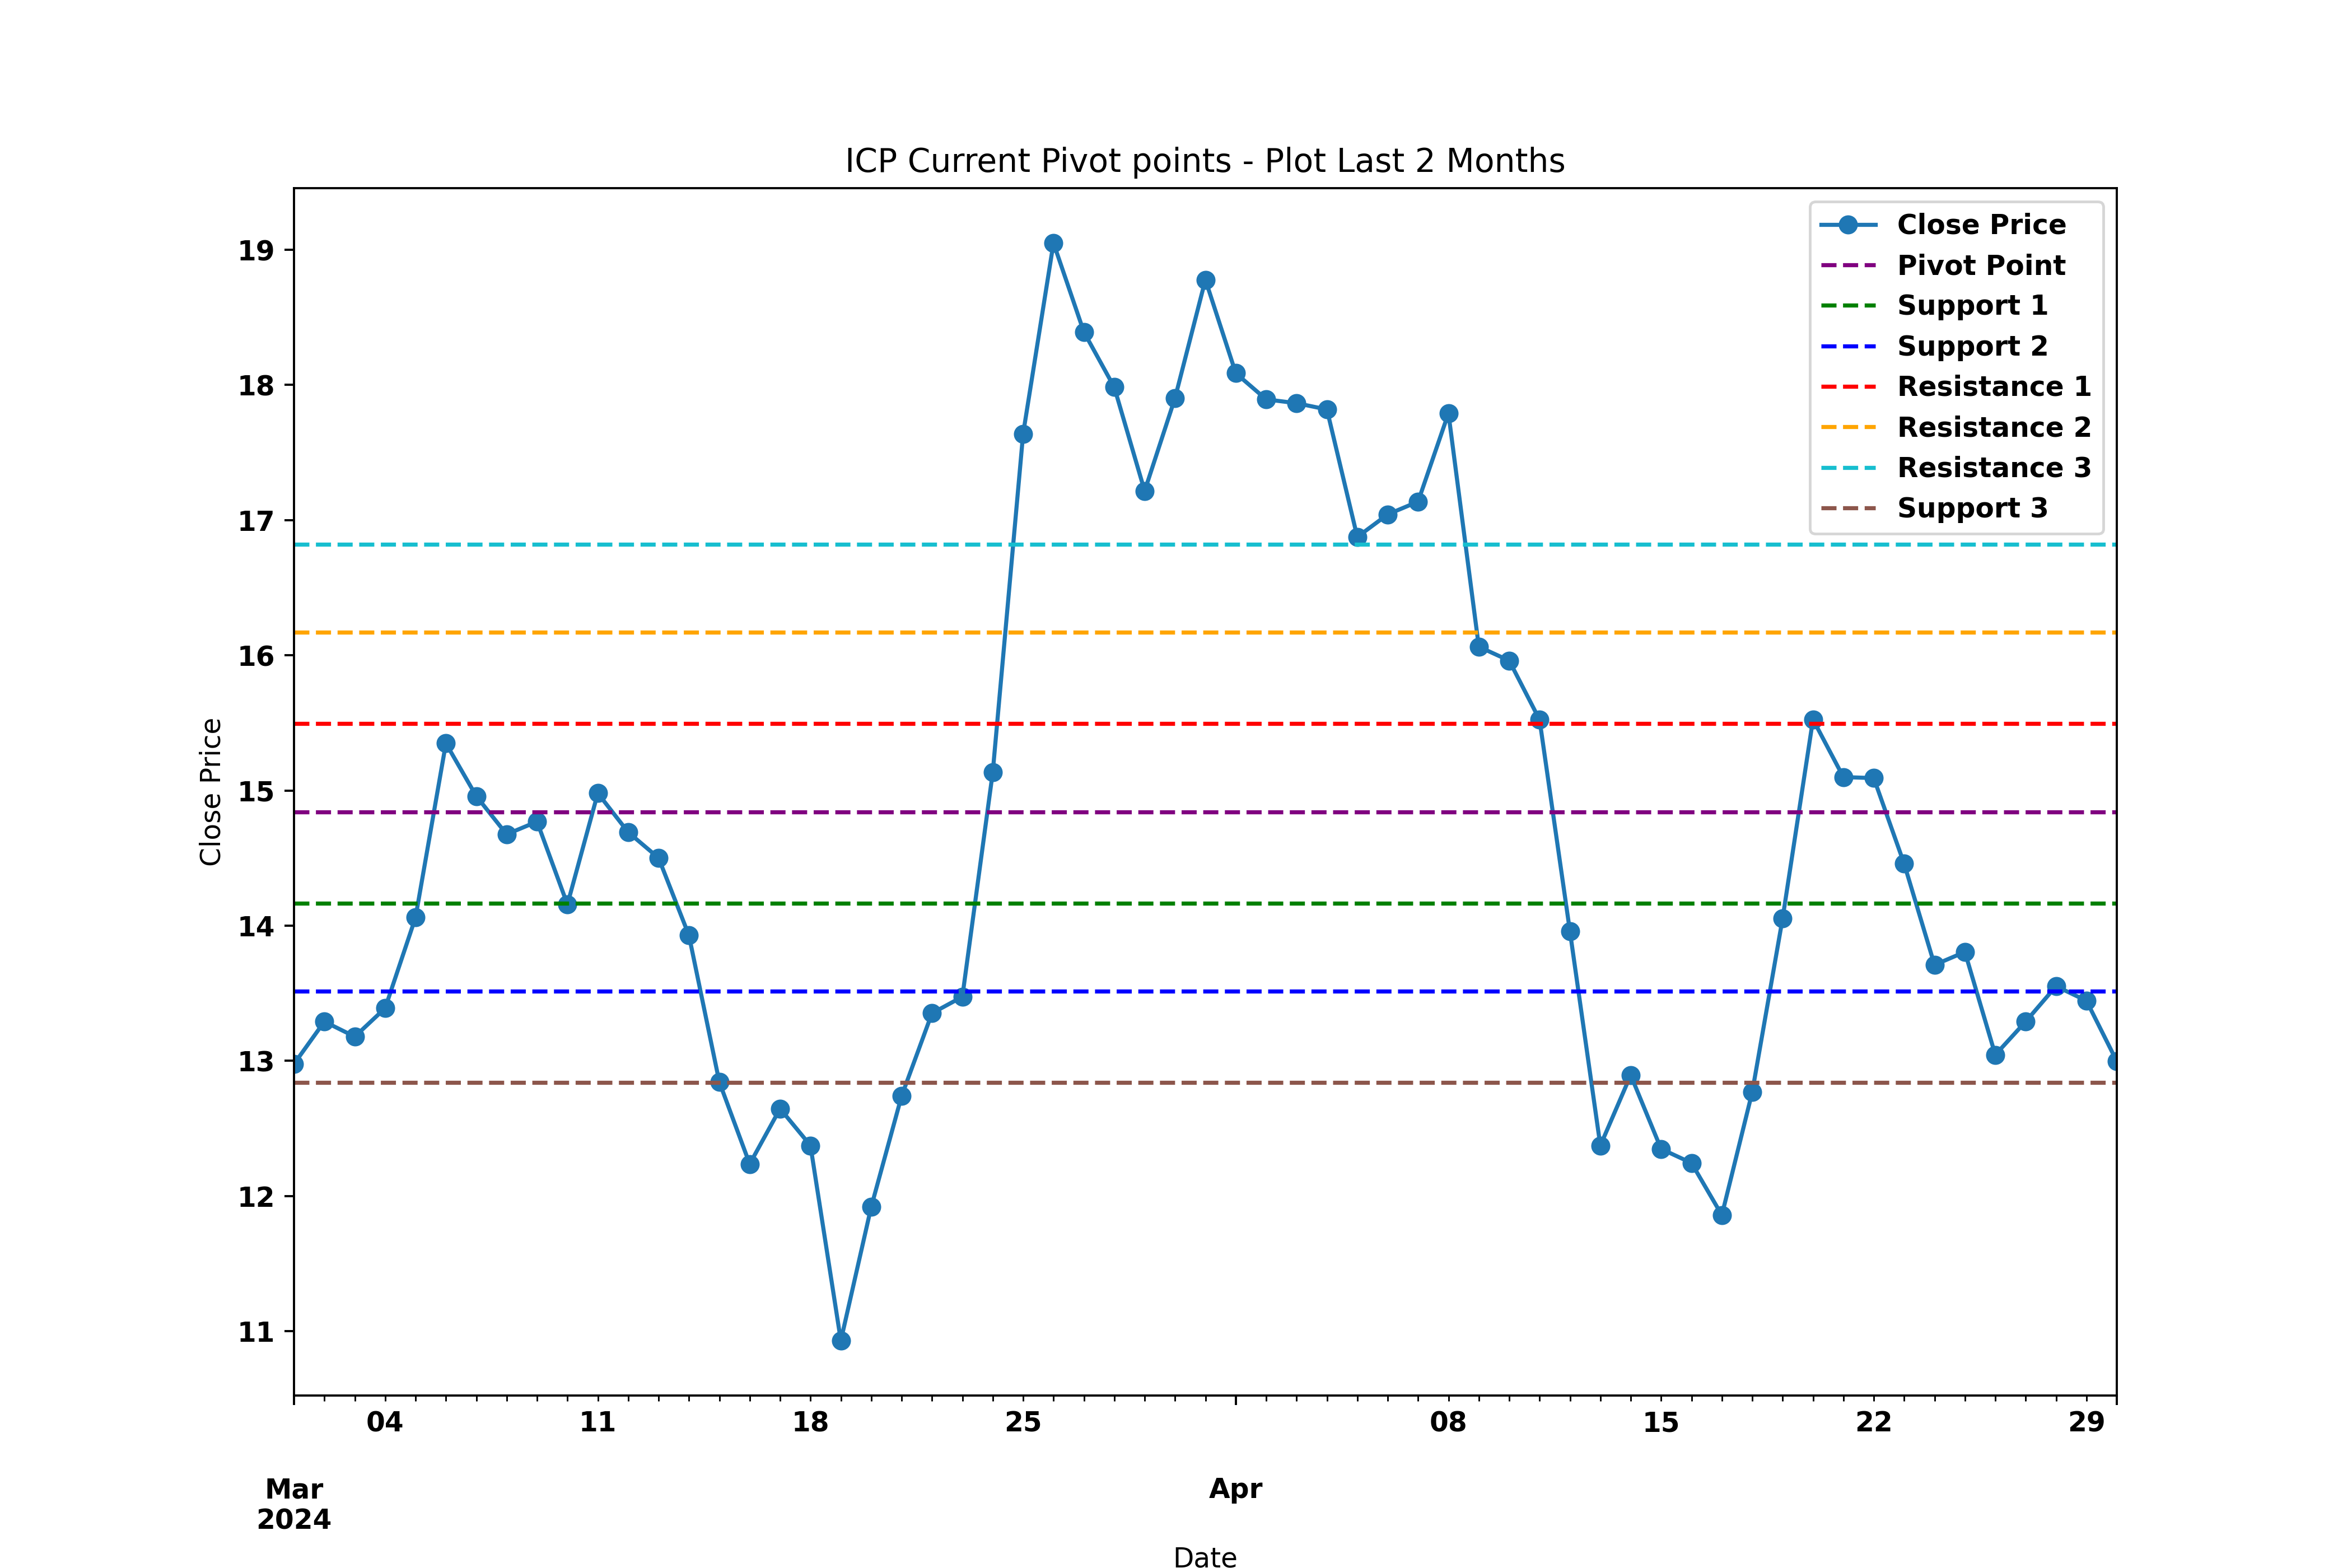 ICP Current Pivot points - Plot Last 2 Months
Close Price
Pivot Point
Support 1
Support 2
Resistance 1
Resistance 2
Resistance 3
Support 3
Close Price
19
18
17
16
15
14
13
12
11
04 11 18 25 08 15 22 29
Mar Apr
2024
Date